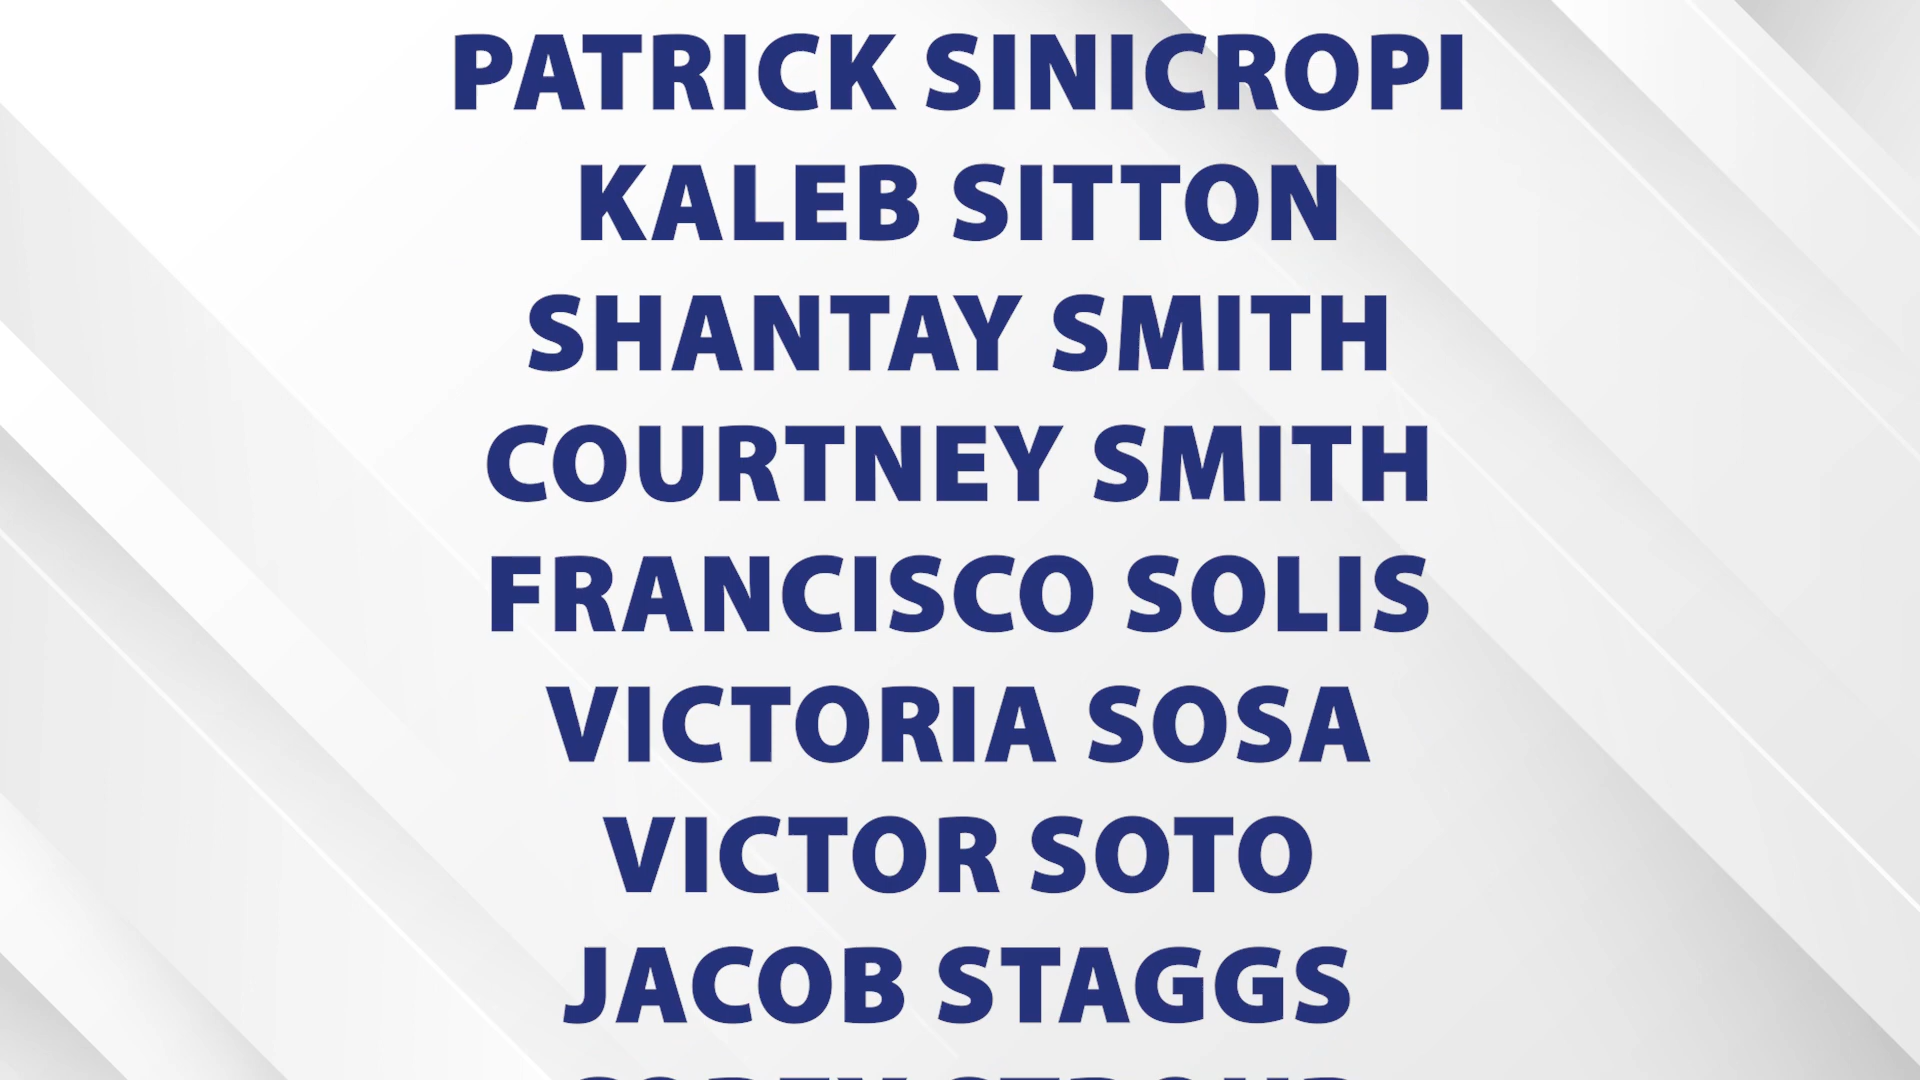 PATRICK SINICROPI
KALEB SITTON
SHANTAY SMITH
COURTNEY SMITH
FRANCISCO SOLIS
VICTORIA SOSA
VICTOR SOTO
JACOB STAGGS